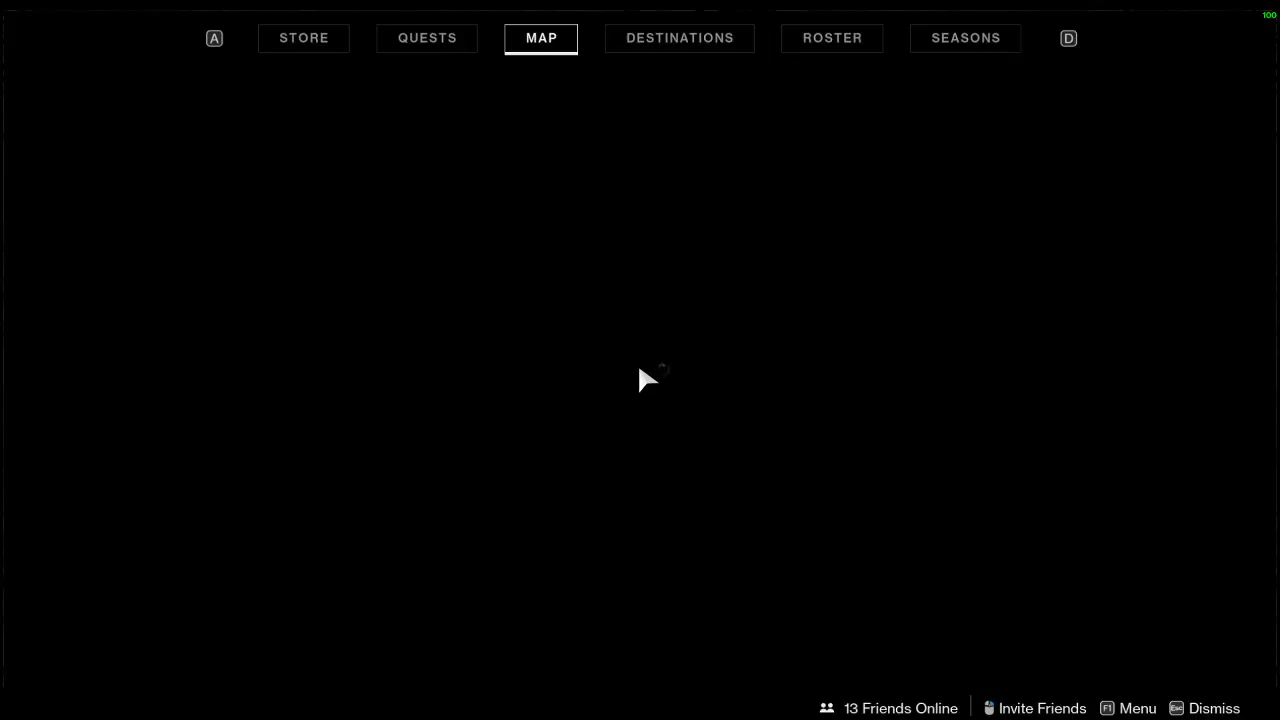 100
A STORE QUESTS MAP DESTINATIONS ROSTER SEASONS D
13 Friends Online Invite Friends F1 Menu Esc Dismiss